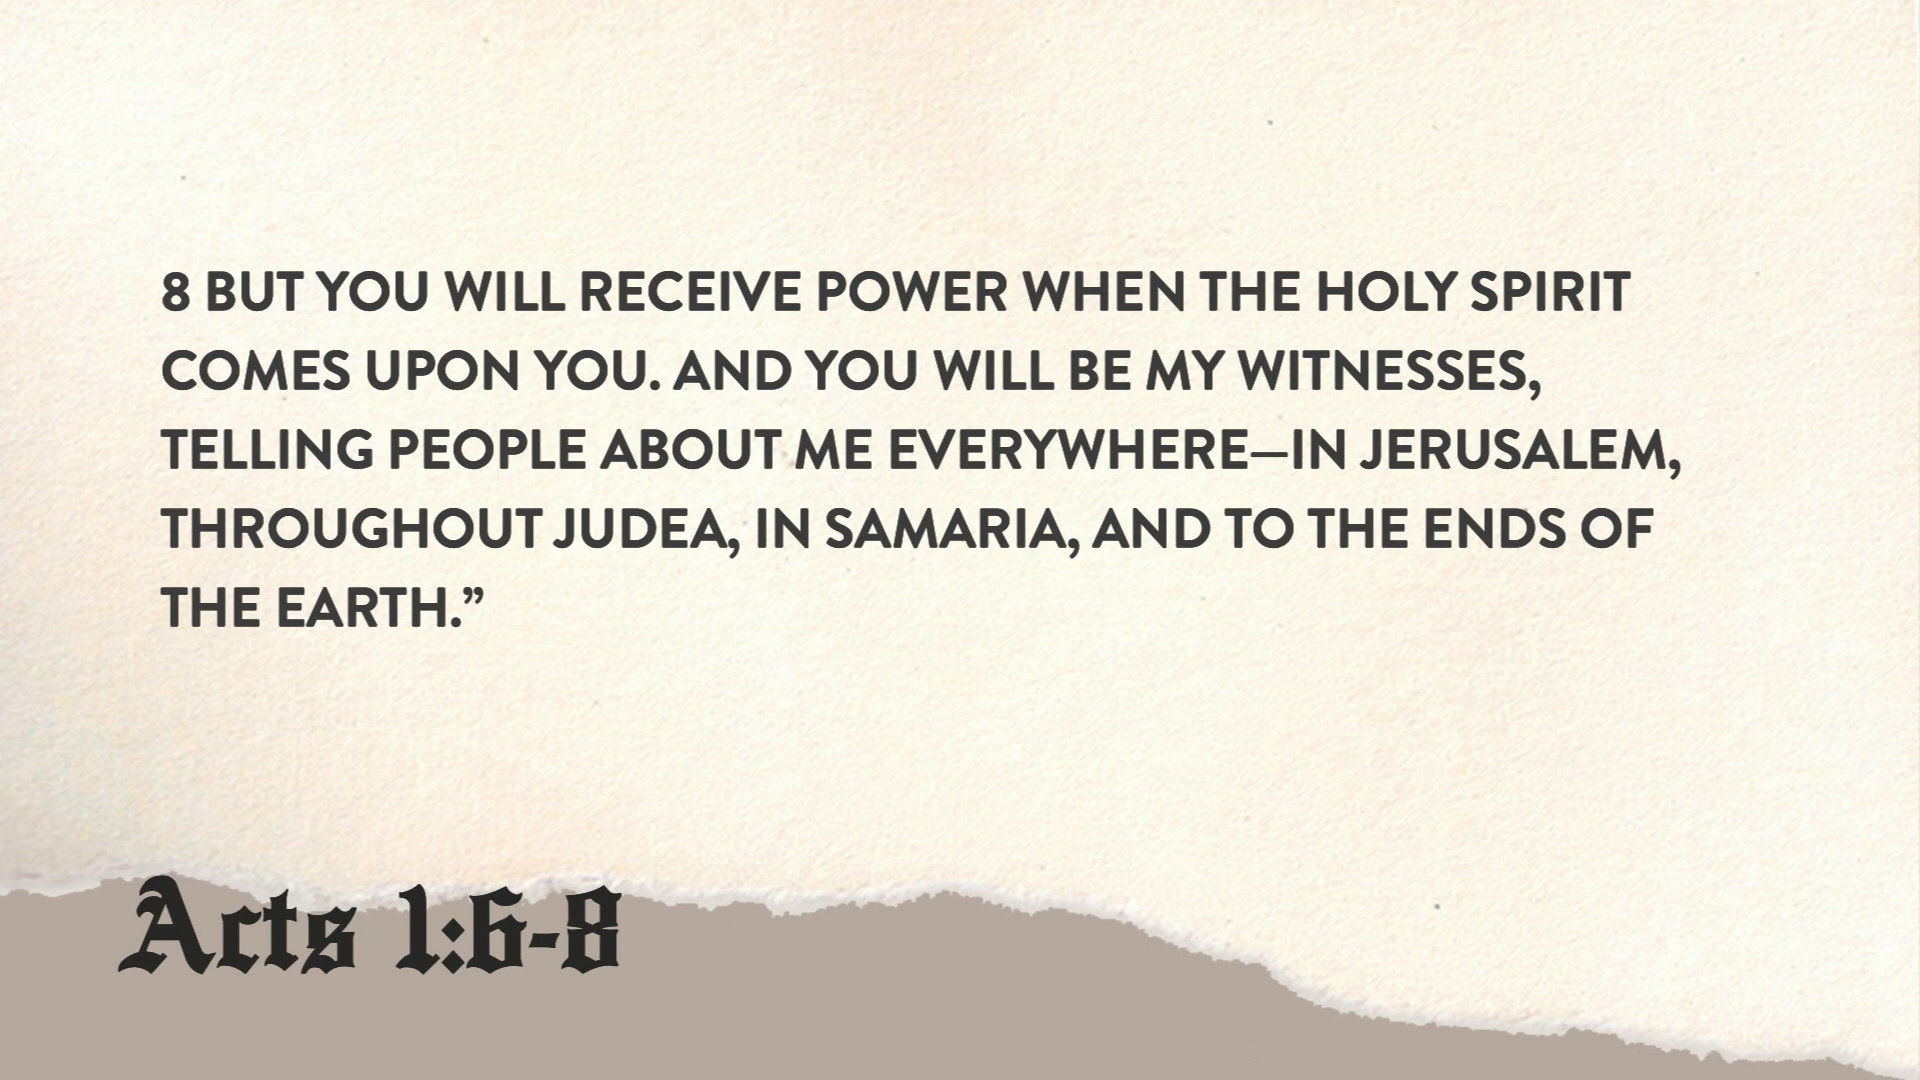 8 BUT YOU WILL RECEIVE POWER WHEN THE HOLY SPIRIT
COMES UPON YOU. AND YOU WILL BE MY WITNESSES,
TELLING PEOPLE ABOUT ME EVERYWHERE—IN JERUSALEM,
THROUGHOUT JUDEA, IN SAMARIA, AND TO THE ENDS OF
THE EARTH.”
Acts 1:6-8